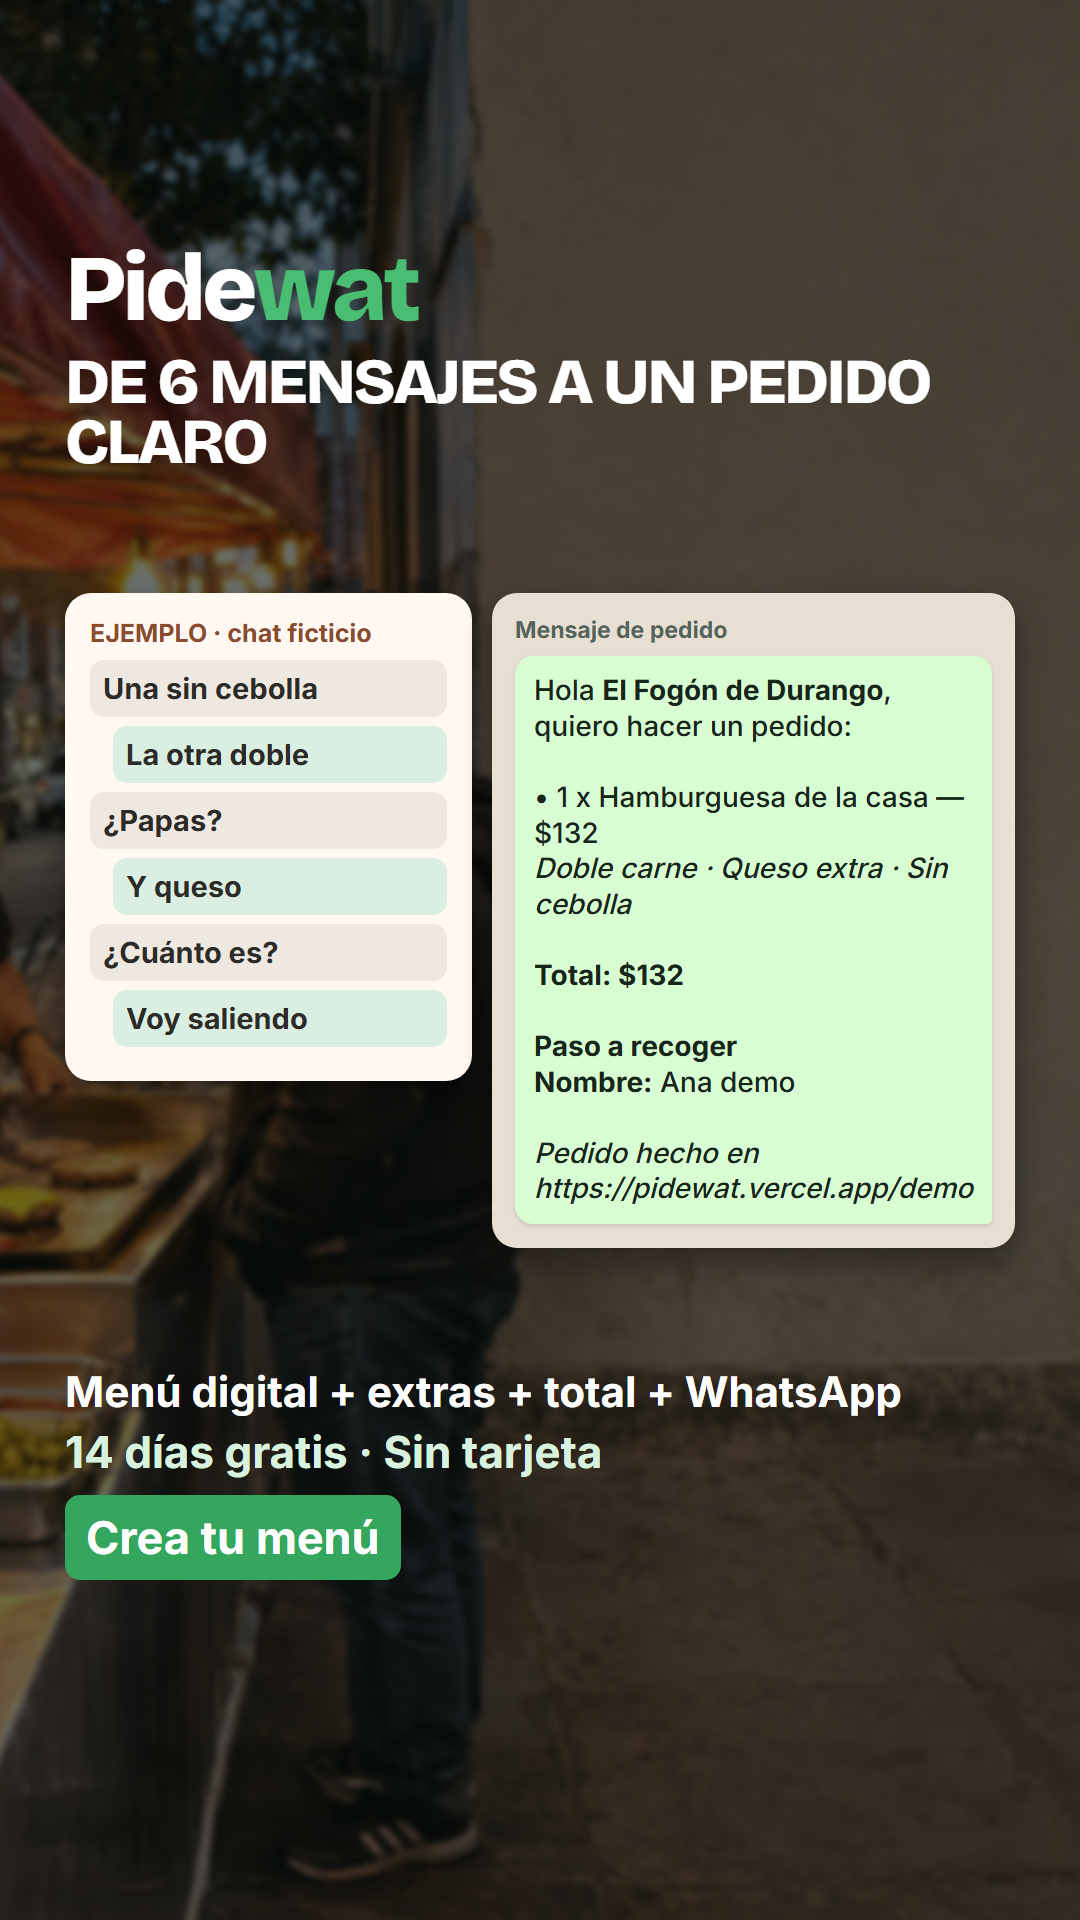 Pidewat
DE 6 MENSAJES A UN PEDIDO
CLARO
EJEMPLO · chat ficticio
Una sin cebolla
La otra doble
¿Papas?
Y queso
¿Cuánto es?
Voy saliendo
Mensaje de pedido
Hola El Fogón de Durango,
quiero hacer un pedido:
• 1 x Hamburguesa de la casa —
$132
Doble carne · Queso extra · Sin
cebolla
Total: $132
Paso a recoger
Nombre: Ana demo
Pedido hecho en
https://pidewat.vercel.app/demo
Menú digital + extras + total + WhatsApp
14 días gratis · Sin tarjeta
Crea tu menú